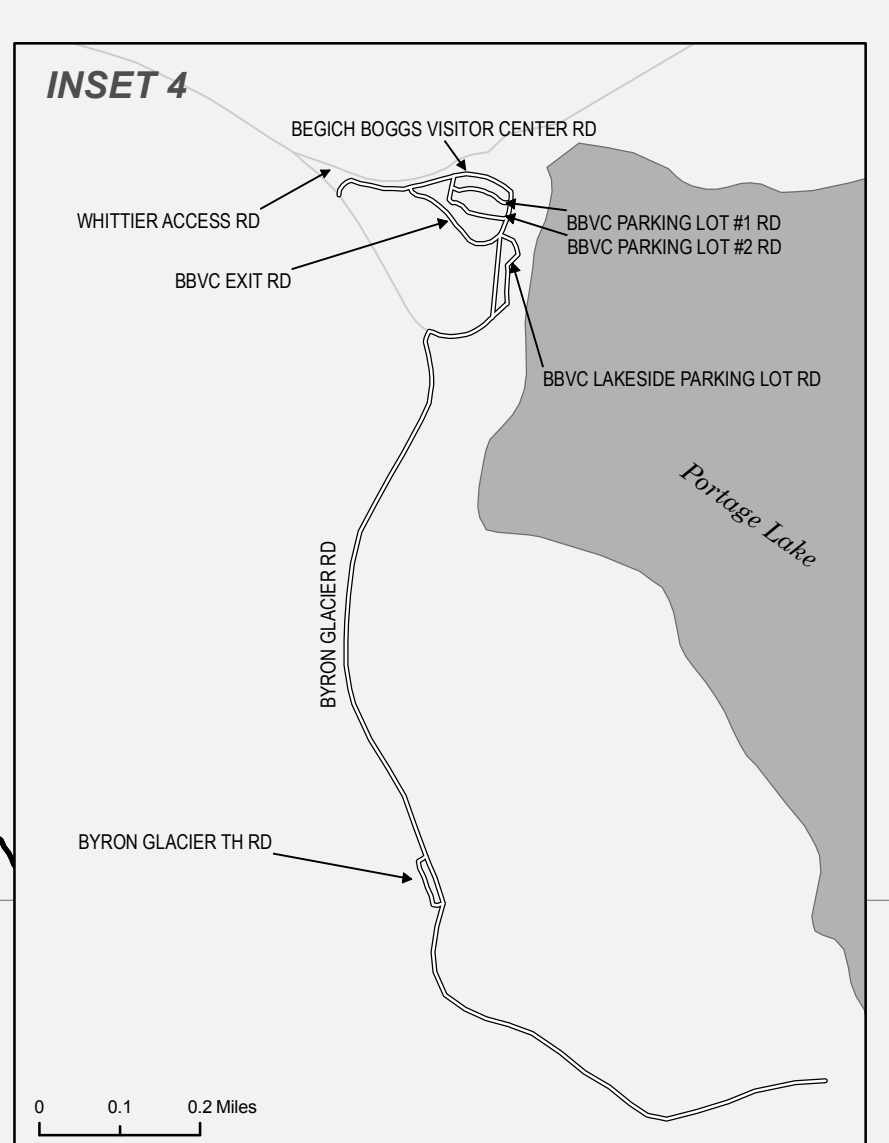 INSET 4
BEGICH BOGGS VISITOR CENTER RD
WHITTIER ACCESS RD
BBVC PARKING LOT #1 RD
BBVC PARKING LOT #2 RD
BBVC EXIT RD
BBVC LAKESIDE PARKING LOT RD
Portage Lake
BYRON GLACIER RD
BYRON GLACIER TH RD
0 0.1 0.2 Miles